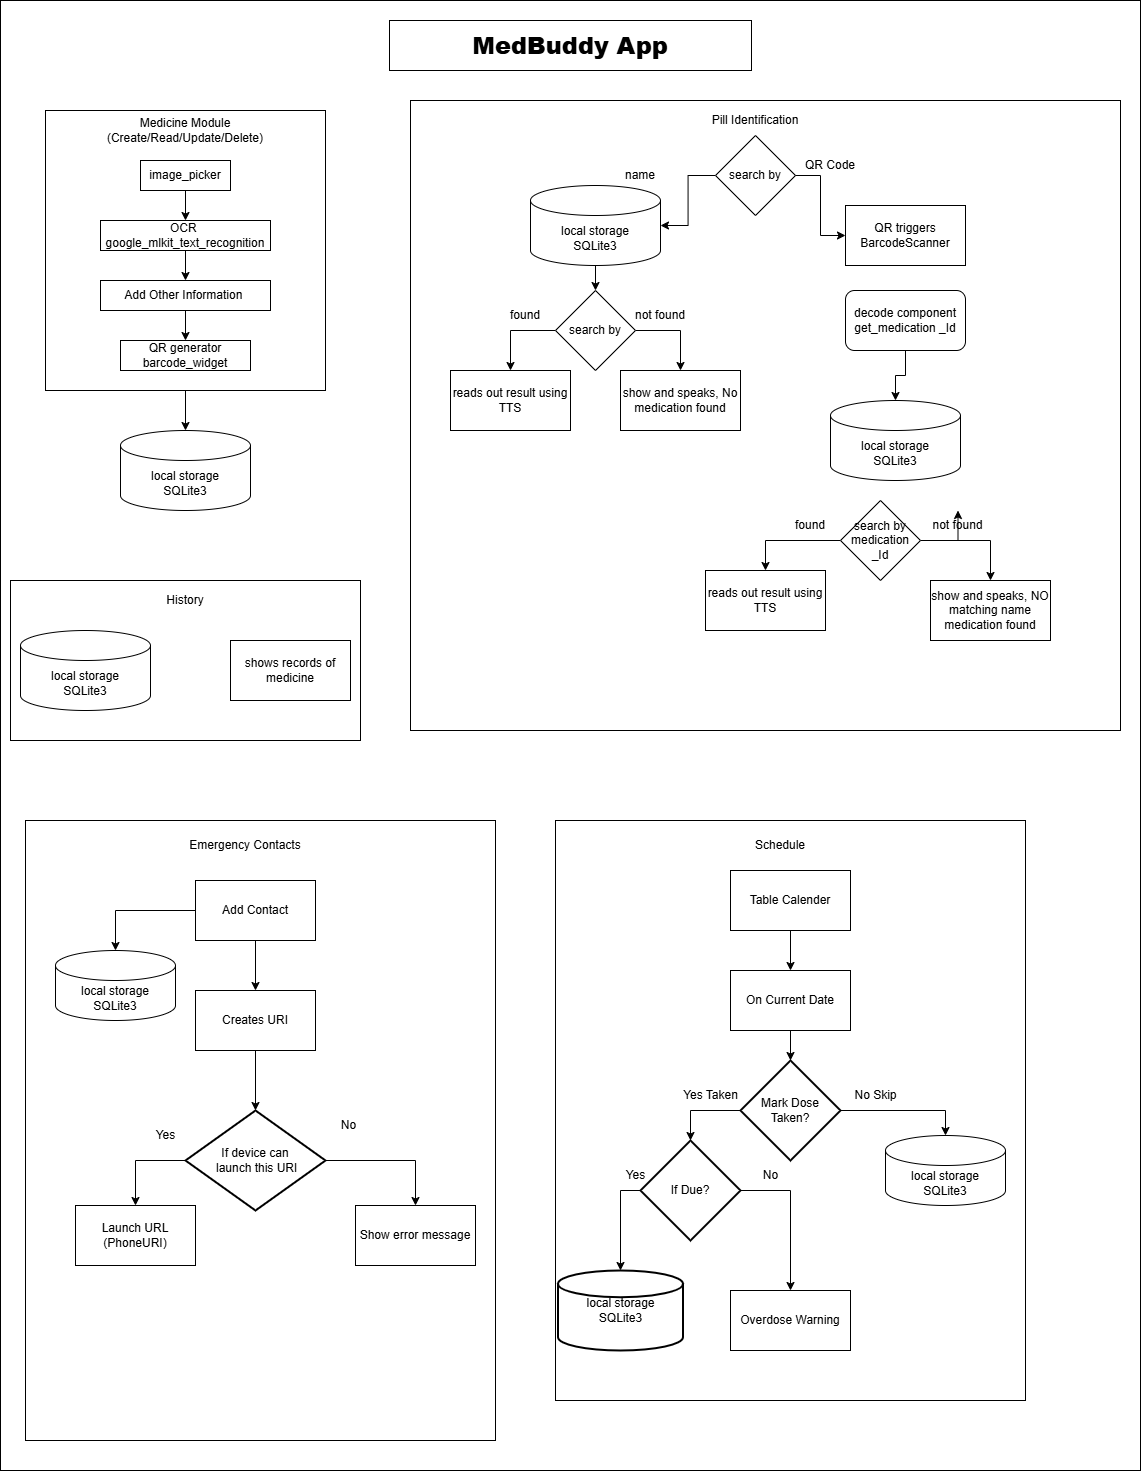 MedBuddy App
Medicine Module
(Create/Read/Update/Delete)
image_picker
OCR
google_mlkit_text_recognition
Add Other Information
QR generator
barcode_widget
local storage
SQLite3
Pill Identification
search by
name
QR Code
local storage
SQLite3
QR triggers
BarcodeScanner
search by
found
not found
reads out result using
TTS
show and speaks, No
medication found
decode component
get_medication _Id
local storage
SQLite3
search by
medication
_Id
found
not found
reads out result using
TTS
show and speaks, NO
matching name
medication found
History
local storage
SQLite3
shows records of
medicine
Emergency Contacts
Add Contact
local storage
SQLite3
Creates URI
If device can
launch this URI
Yes
No
Launch URL
(PhoneURI)
Show error message
Schedule
Table Calender
On Current Date
Mark Dose
Taken?
Yes Taken
No Skip
local storage
SQLite3
If Due?
Yes
No
local storage
SQLite3
Overdose Warning